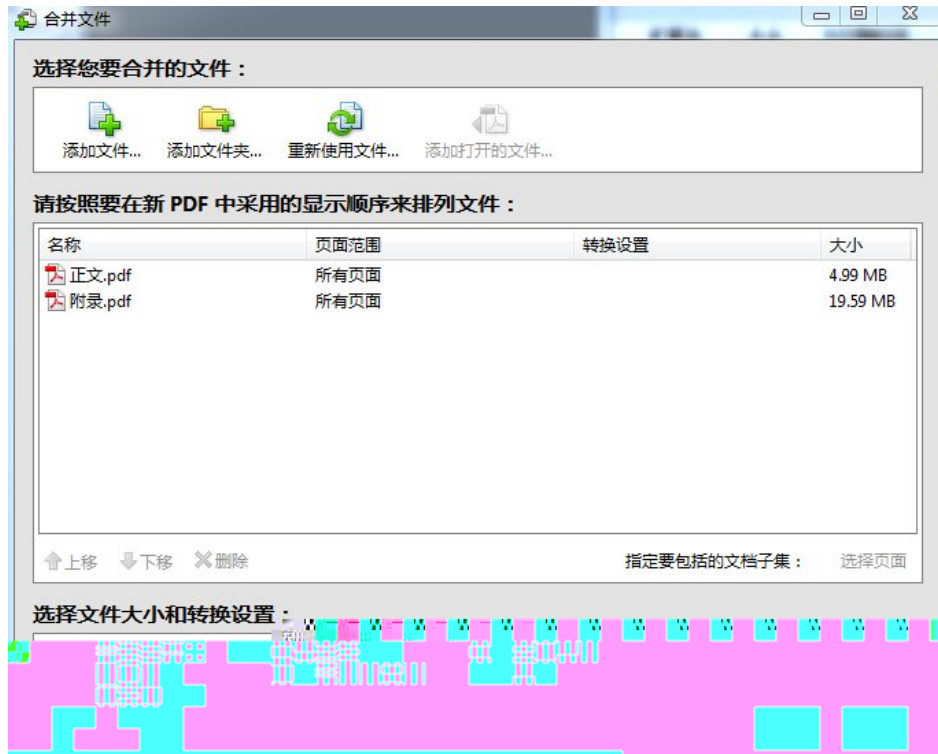 合并文件
选择您要合并的文件：
添加文件... 添加文件夹... 重新使用文件... 添加打开的文件...
请按照要在新 PDF 中采用的显示顺序来排列文件：
名称 页面范围 转换设置 大小
正文.pdf 所有页面 4.99 MB
附录.pdf 所有页面 19.59 MB
上移 下移 删除 指定要包括的文档子集： 选择页面
选择文件大小和转换设置：